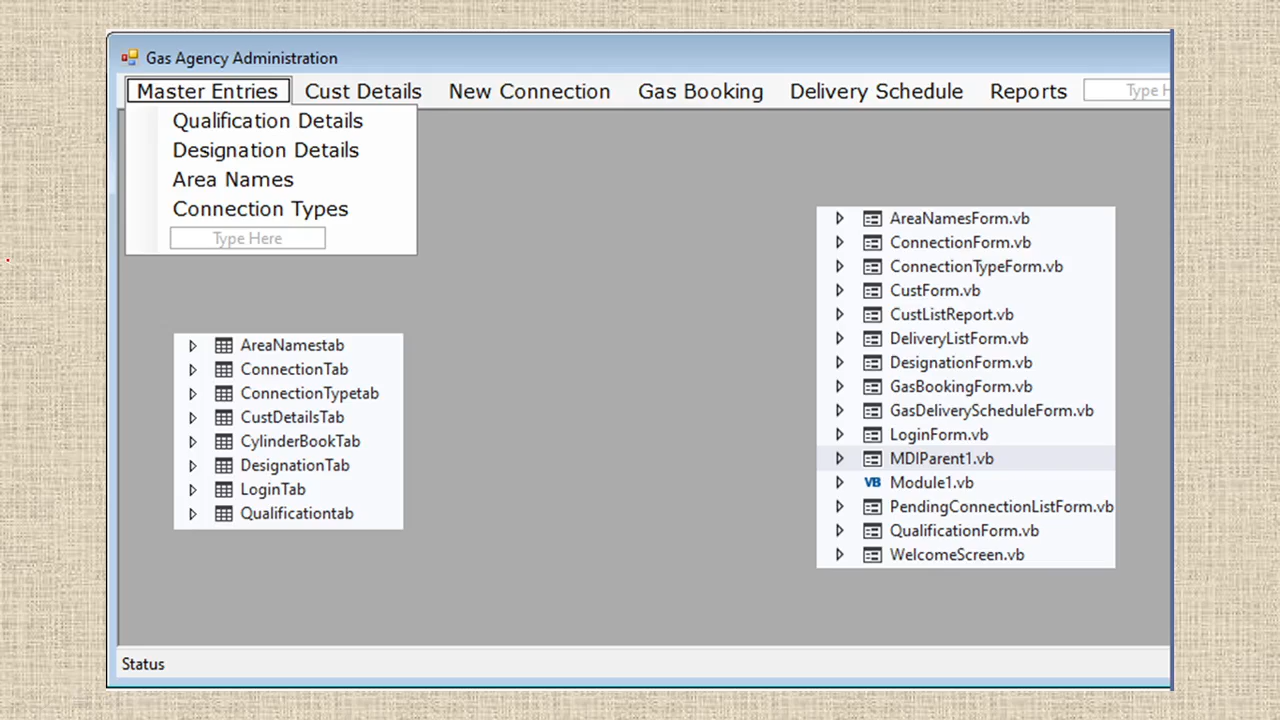 Gas Agency Administration
Master Entries Cust Details New Connection Gas Booking Delivery Schedule Reports Type H
Qualification Details
Designation Details
Area Names
Connection Types
Type Here
AreaNamestab
ConnectionTab
ConnectionTypetab
CustDetailsTab
CylinderBookTab
DesignationTab
LoginTab
Qualificationtab
AreaNamesForm.vb
ConnectionForm.vb
ConnectionTypeForm.vb
CustForm.vb
CustListReport.vb
DeliveryListForm.vb
DesignationForm.vb
GasBookingForm.vb
GasDeliveryScheduleForm.vb
LoginForm.vb
MDIParent1.vb
VB Module1.vb
PendingConnectionListForm.vb
QualificationForm.vb
WelcomeScreen.vb
Status